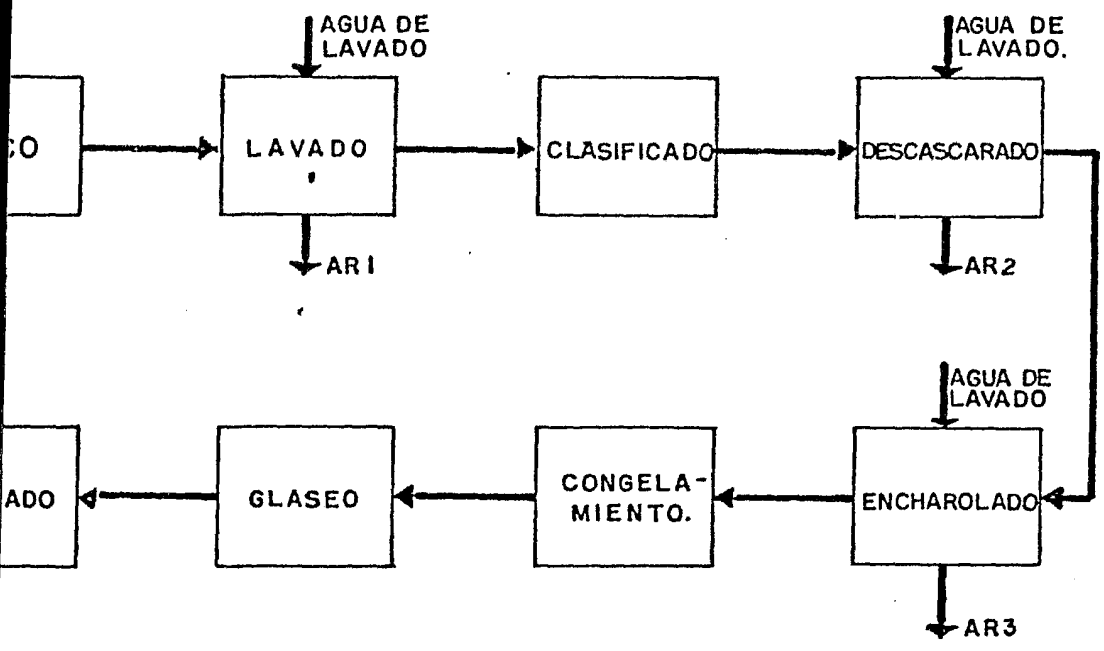 AGUA DE
LAVADO
AGUA DE
LAVADO.
CO
LAVADO
CLASIFICADO
DESCASCARADO
AR1
AR2
AGUA DE
LAVADO
ADO
GLASEO
CONGELA-
MIENTO.
ENCHAROLADO
AR3